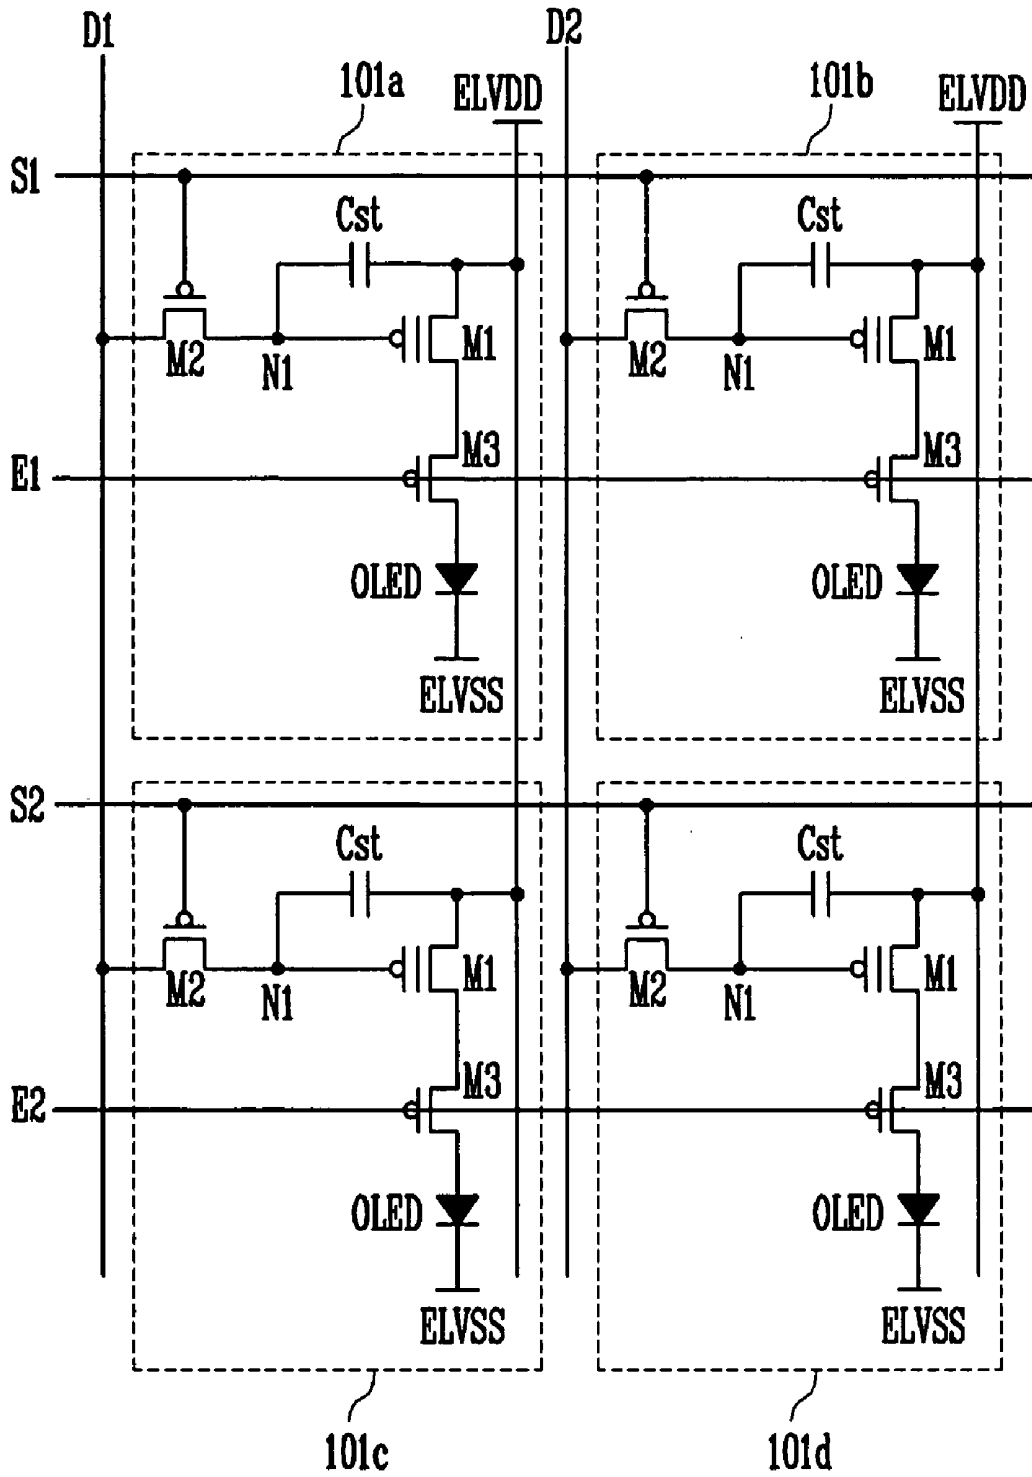 D1
D2
101a
ELVDD
101b
ELVDD
S1
Cst
Cst
M2
N1
M1
M2
N1
M1
E1
M3
M3
OLED
OLED
ELVSS
ELVSS
S2
Cst
Cst
M2
N1
M1
M2
N1
M1
E2
M3
M3
OLED
OLED
ELVSS
ELVSS
101c
101d